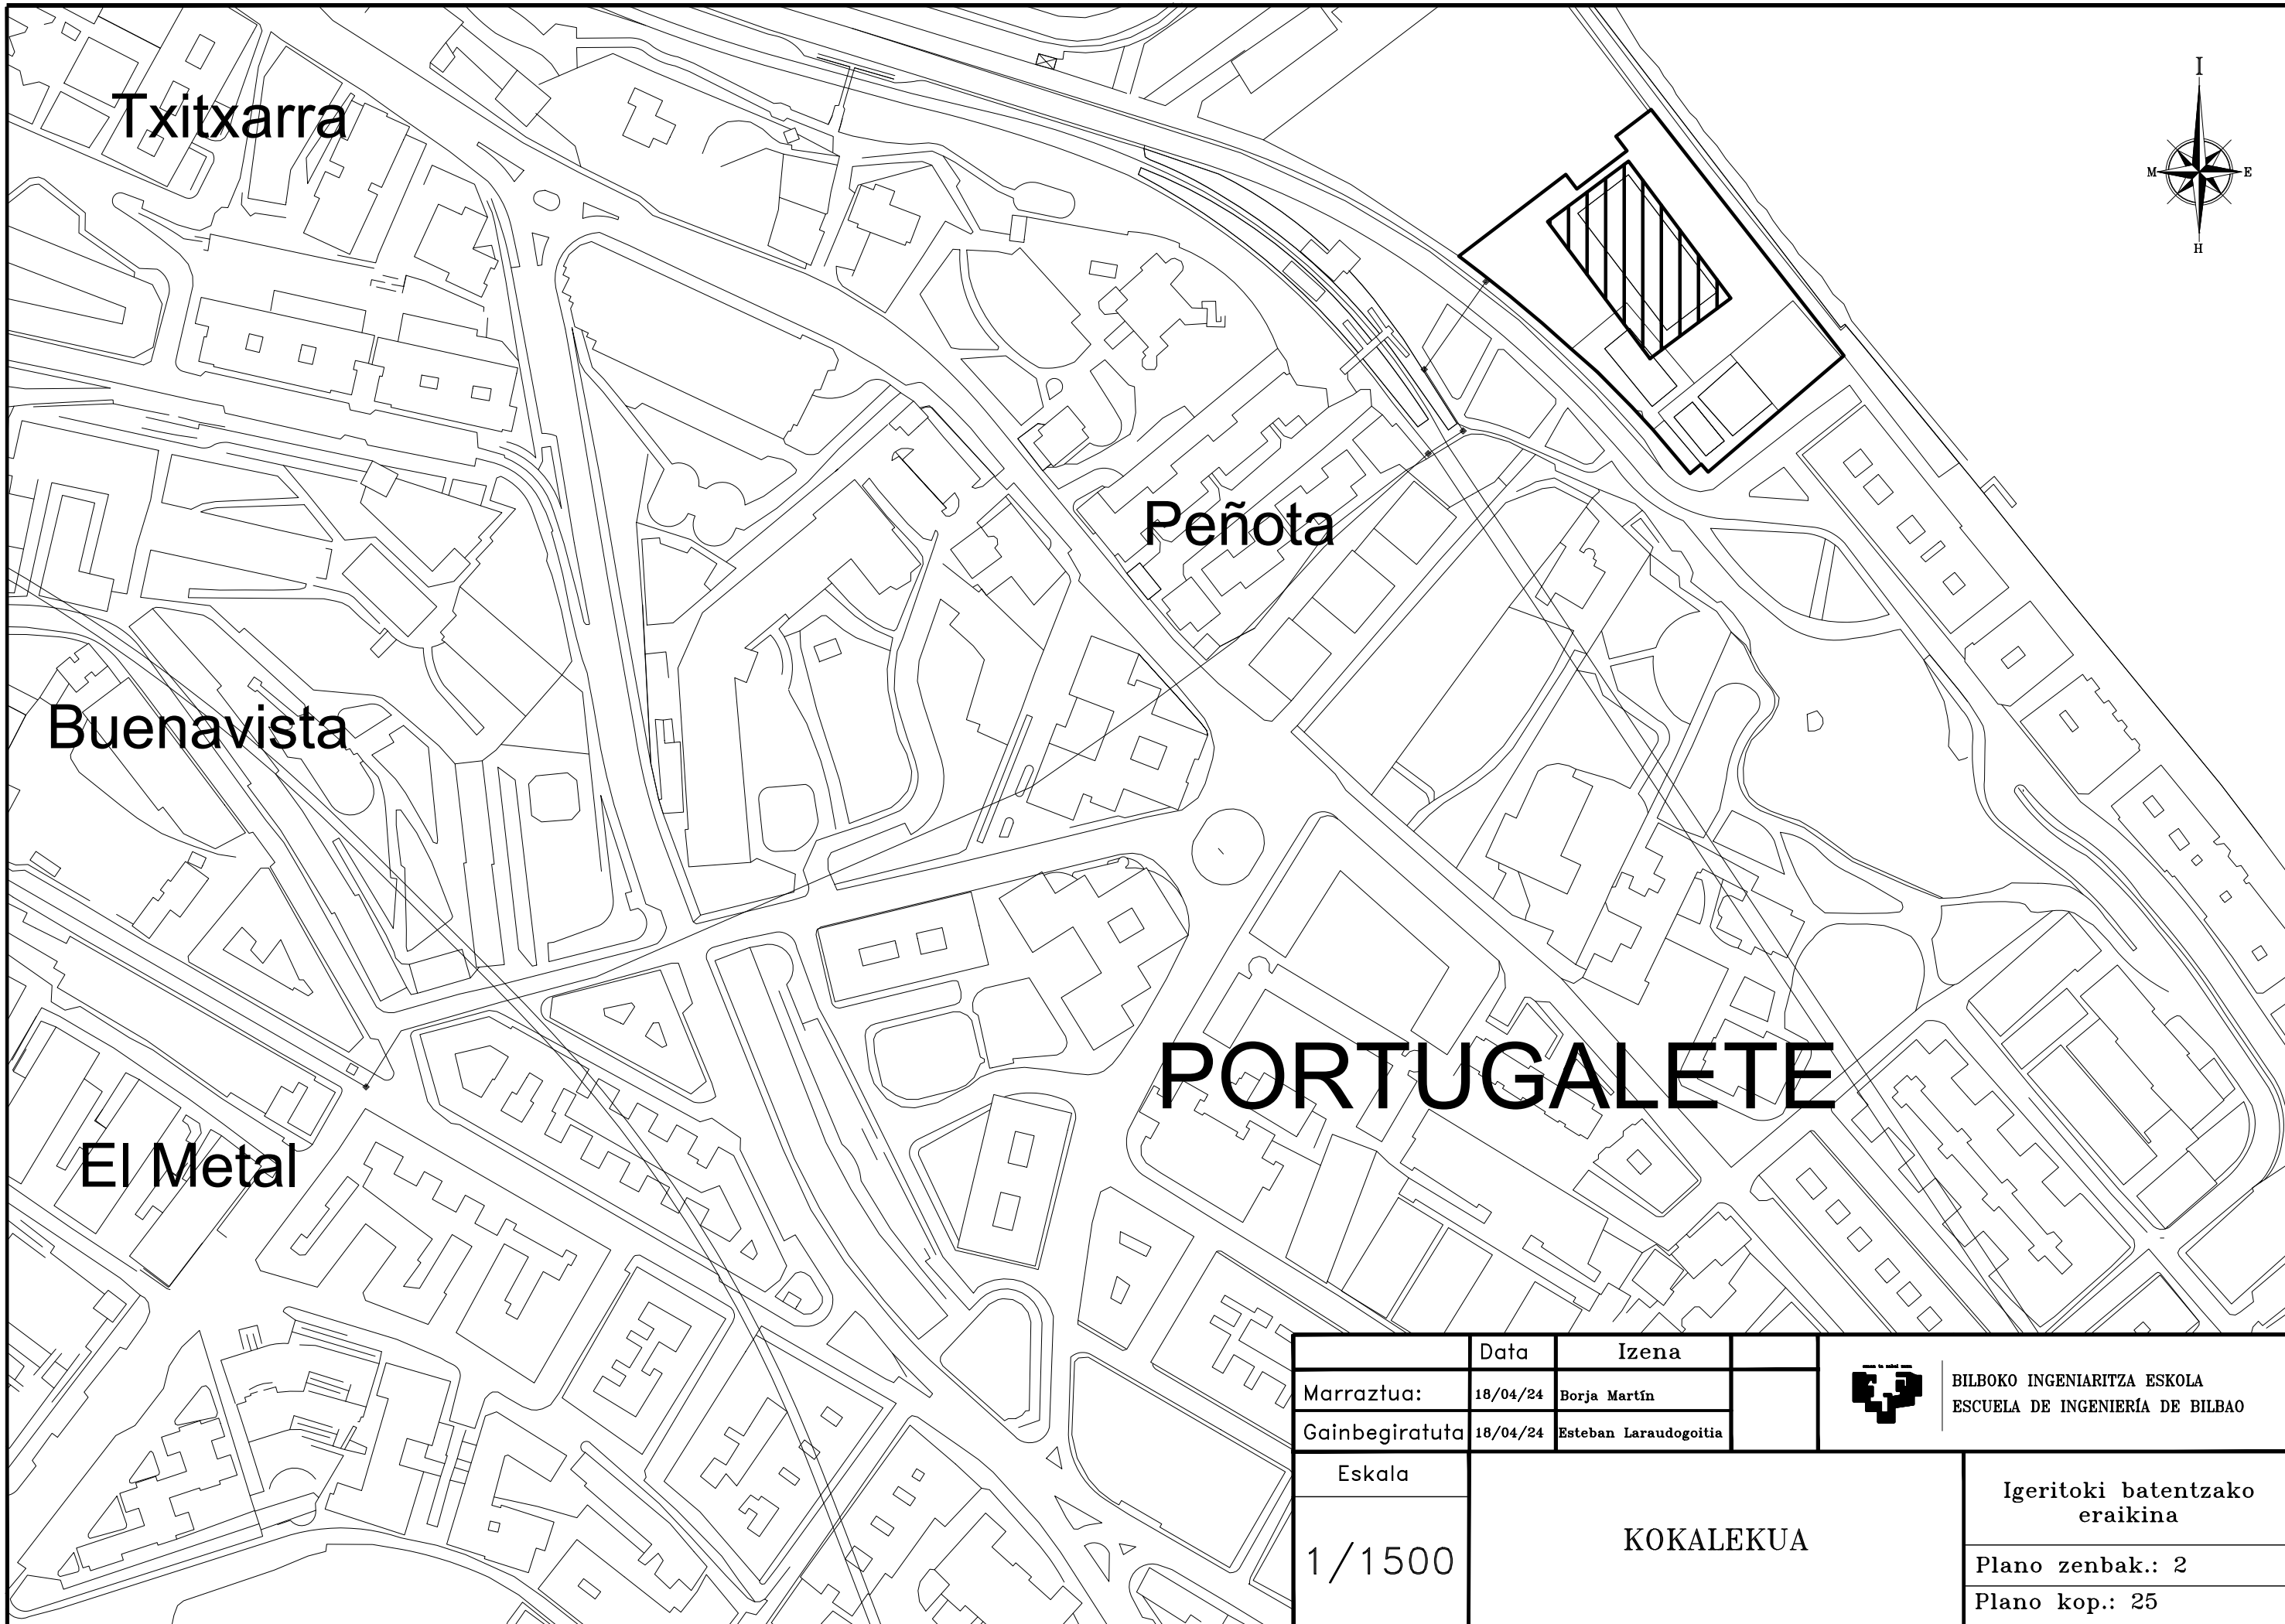 Txitxarra
I
M
E
H
Peñota
Buenavista
PORTUGALETE
El Metal
Data
Izena
Marraztua:
18/04/24
Borja Martín
Gainbegiratuta
18/04/24
Esteban Laraudogoitia
BILBOKO INGENIARITZA ESKOLA
ESCUELA DE INGENIERÍA DE BILBAO
Eskala
1/1500
KOKALEKUA
Igeritoki batentzako
eraikina
Plano zenbak.: 2
Plano kop.: 25